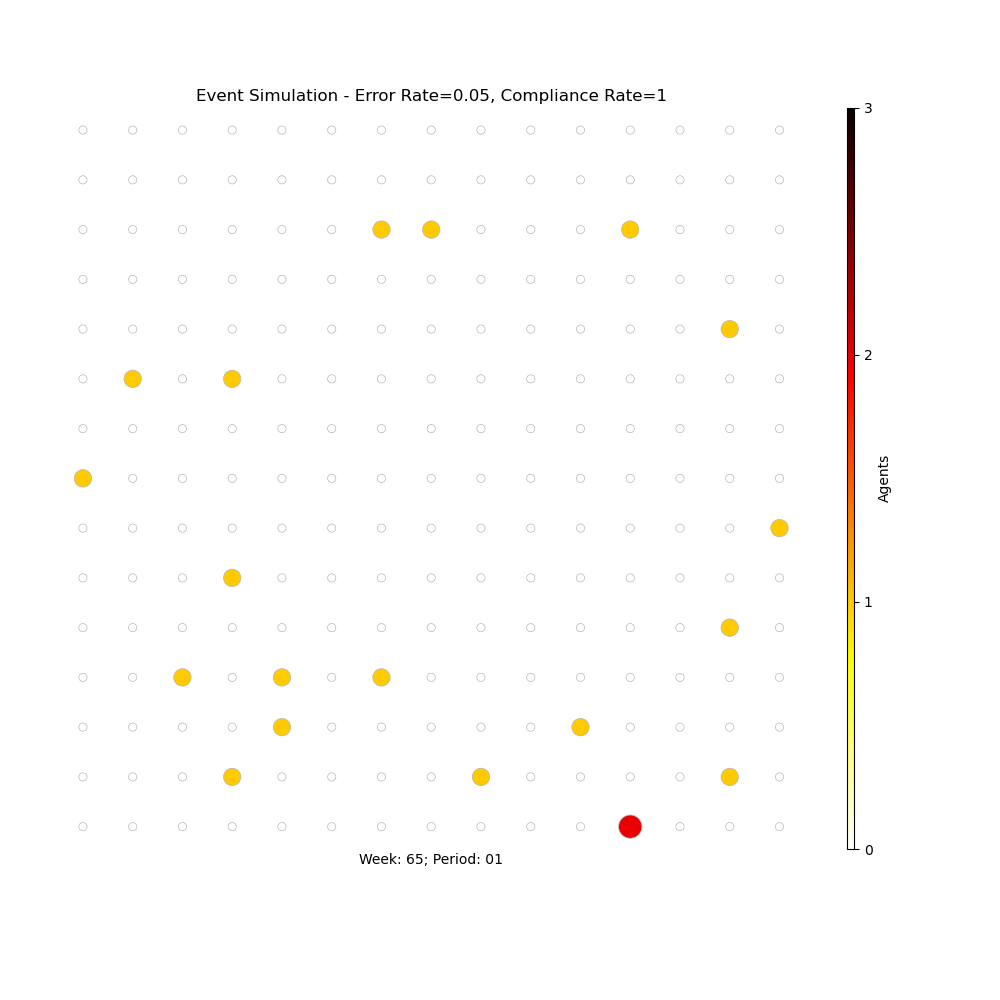 Event Simulation - Error Rate=0.05, Compliance Rate=1
3
2
1
0
Agents
Week: 65; Period: 01